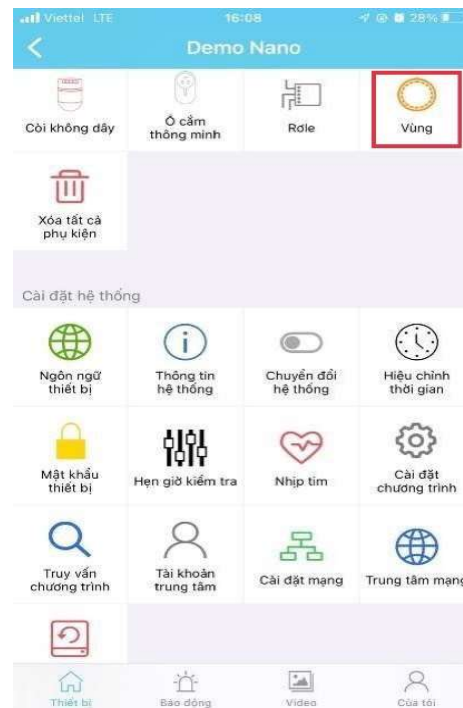 Viettel LTE 16:08 28%
Demo Nano
Còi không dây
Ổ cắm
thông minh
Rơle
Vùng
Xóa tất cả
phụ kiện
Cài đặt hệ thống
Ngôn ngữ
thiết bị
Thông tin
hệ thống
Chuyển đổi
hệ thống
Hiệu chỉnh
thời gian
Mật khẩu
thiết bị
Hẹn giờ kiểm tra
Nhịp tim
Cài đặt
chương trình
Truy vấn
chương trình
Tài khoản
trung tâm
Cài đặt mạng
Trung tâm mạng
Thiết bị
Báo động
Video
Của tôi